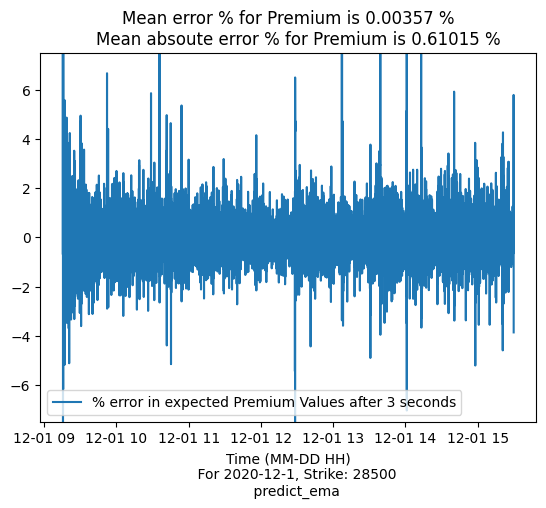 Mean error % for Premium is 0.00357 %
Mean absoute error % for Premium is 0.61015 %
6
4
2
0
−2
−4
−6
% error in expected Premium Values after 3 seconds
12-01 09 12-01 10 12-01 11 12-01 12 12-01 13 12-01 14 12-01 15
Time (MM-DD HH)
For 2020-12-1, Strike: 28500
predict_ema